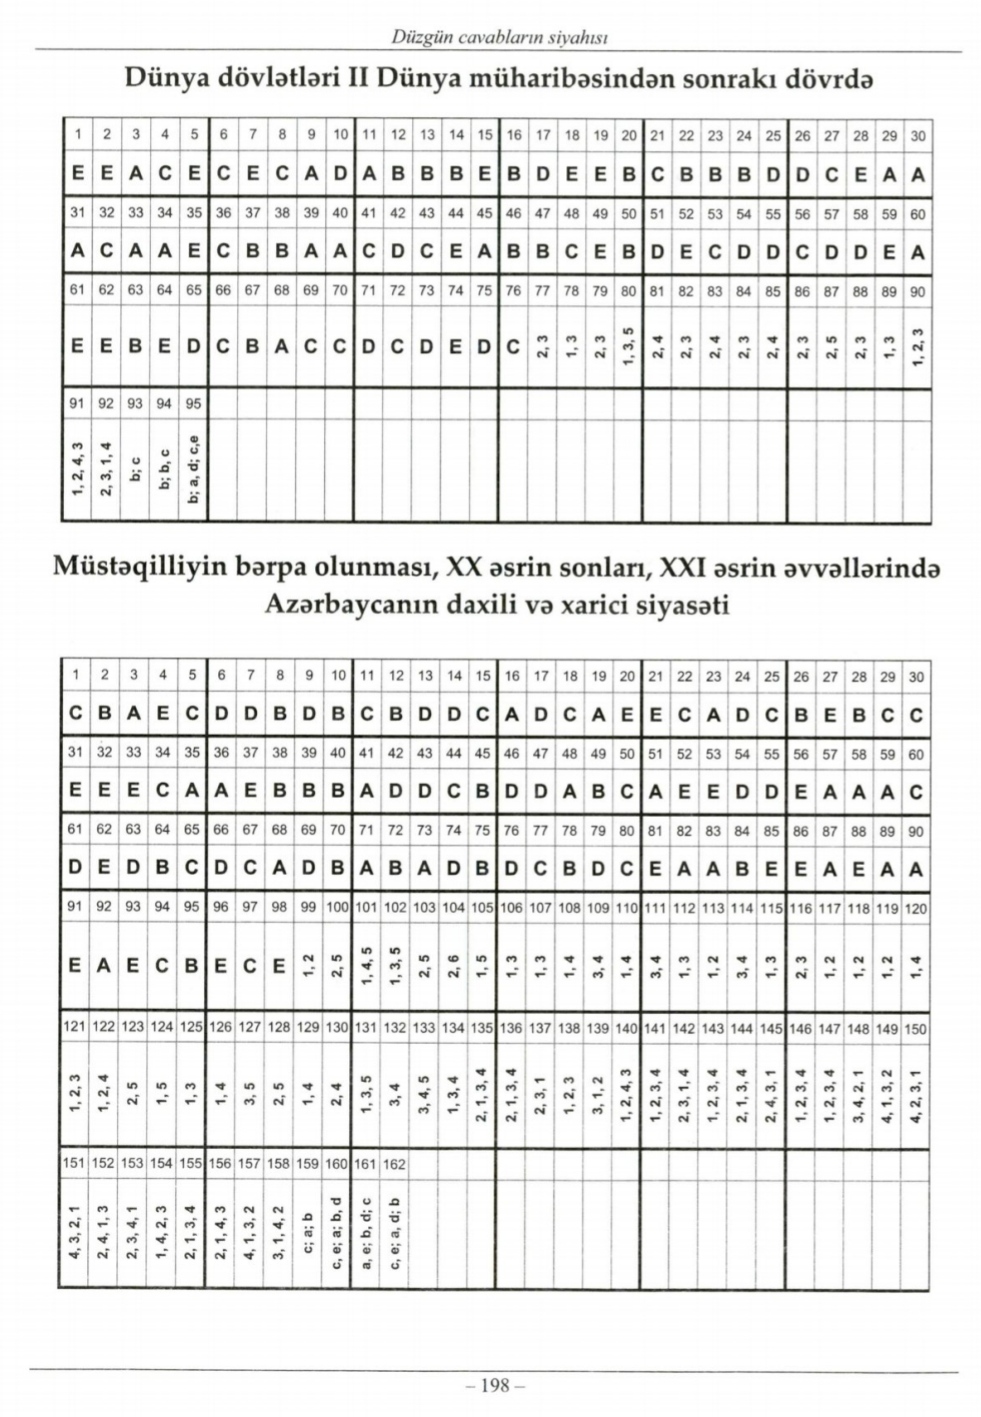 Düzgün cavabların siyahısı
Dünya dövlətləri II Dünya müharibəsindən sonrakı dövrdə
1 2 3 4 5 6 7 8 9 10 11 12 13 14 15 16 17 18 19 20 21 22 23 24 25 26 27 28 29 30
E E A C E C E C A D A B B B E B D E E B C B B B D D C E A A
31 32 33 34 35 36 37 38 39 40 41 42 43 44 45 46 47 48 49 50 51 52 53 54 55 56 57 58 59 60
A C A A E C B B A A C D C E A B B C E B D E C D D C D D E A
61 62 63 64 65 66 67 68 69 70 71 72 73 74 75 76 77 78 79 80 81 82 83 84 85 86 87 88 89 90
E E B E D C B A C C D C D E D C 2, 3 1, 3 2, 3 1, 3, 5 2, 4 2, 3 2, 4 2, 3 2, 4 2, 3 2, 5 2, 3 1, 3 1, 2, 3
91 92 93 94 95
1, 2, 4, 3 2, 3, 1, 4 b; c b; b, c b; a, d; c,e
Müstəqilliyin bərpa olunması, XX əsrin sonları, XXI əsrin əvvəllərində
Azərbaycanın daxili və xarici siyasəti
1 2 3 4 5 6 7 8 9 10 11 12 13 14 15 16 17 18 19 20 21 22 23 24 25 26 27 28 29 30
C B A E C D D B D B C B D D C A D C A E E C A D C B E B C C
31 32 33 34 35 36 37 38 39 40 41 42 43 44 45 46 47 48 49 50 51 52 53 54 55 56 57 58 59 60
E E E C A A E B B B A D D C B D D A B C A E E D D E A A A C
61 62 63 64 65 66 67 68 69 70 71 72 73 74 75 76 77 78 79 80 81 82 83 84 85 86 87 88 89 90
D E D B C D C A D B A B A D B D C B D C E A A B E E A E A A
91 92 93 94 95 96 97 98 99 100 101 102 103 104 105 106 107 108 109 110 111 112 113 114 115 116 117 118 119 120
E A E C B E C E 1, 2 2, 5 1, 4, 5 1, 3, 5 2, 5 2, 6 1, 5 1, 3 1, 3 1, 4 3, 4 1, 4 3, 4 1, 3 1, 2 3, 4 1, 3 2, 3 1, 2 1, 2 1, 2 1, 4
121 122 123 124 125 126 127 128 129 130 131 132 133 134 135 136 137 138 139 140 141 142 143 144 145 146 147 148 149 150
1, 2, 3 1, 2, 4 2, 5 1, 5 1, 3 1, 4 3, 5 2, 5 1, 4 2, 4 1, 3, 5 3, 4 3, 4, 5 1, 3, 4 2, 1, 3, 4 2, 1, 3, 4 2, 3, 1 1, 2, 3 3, 1, 2 1, 2, 4, 3 1, 2, 3, 4 2, 3, 1, 4 1, 2, 3, 4 2, 1, 3, 4 2, 4, 3, 1 1, 2, 3, 4 1, 2, 3, 4 3, 4, 2, 1 4, 1, 3, 2 4, 2, 3, 1
151 152 153 154 155 156 157 158 159 160 161 162
4, 3, 2, 1 2, 4, 1, 3 2, 3, 4, 1 1, 4, 2, 3 2, 1, 3, 4 2, 1, 4, 3 4, 1, 3, 2 3, 1, 4, 2 c; a; b c, e; a; b, d a, e; b, d; c c, e; a, d; b
– 198 –